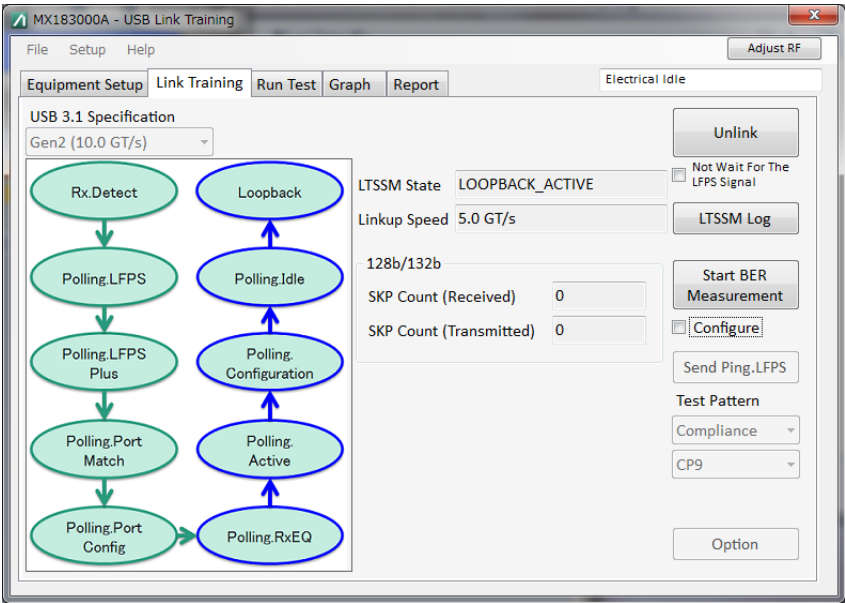 MX183000A - USB Link Training
File Setup Help
Adjust RF
Equipment Setup Link Training Run Test Graph Report
Electrical Idle
USB 3.1 Specification
Gen2 (10.0 GT/s)
Rx.Detect
Polling.LFPS
Polling.LFPS
Plus
Polling.Port
Match
Polling.Port
Config
Loopback
Polling.Idle
Polling.
Configuration
Polling.
Active
Polling.RxEQ
LTSSM State LOOPBACK_ACTIVE
Linkup Speed 5.0 GT/s
128b/132b
SKP Count (Received) 0
SKP Count (Transmitted) 0
Unlink
Not Wait For The
LFPS Signal
LTSSM Log
Start BER
Measurement
Configure
Send Ping.LFPS
Test Pattern
Compliance
CP9
Option